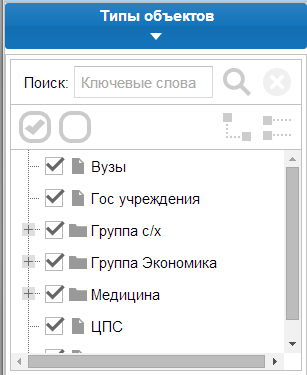 Типы объектов
Поиск: Ключевые слова
Вузы
Гос учреждения
Группа с/х
Группа Экономика
Медицина
ЦПС